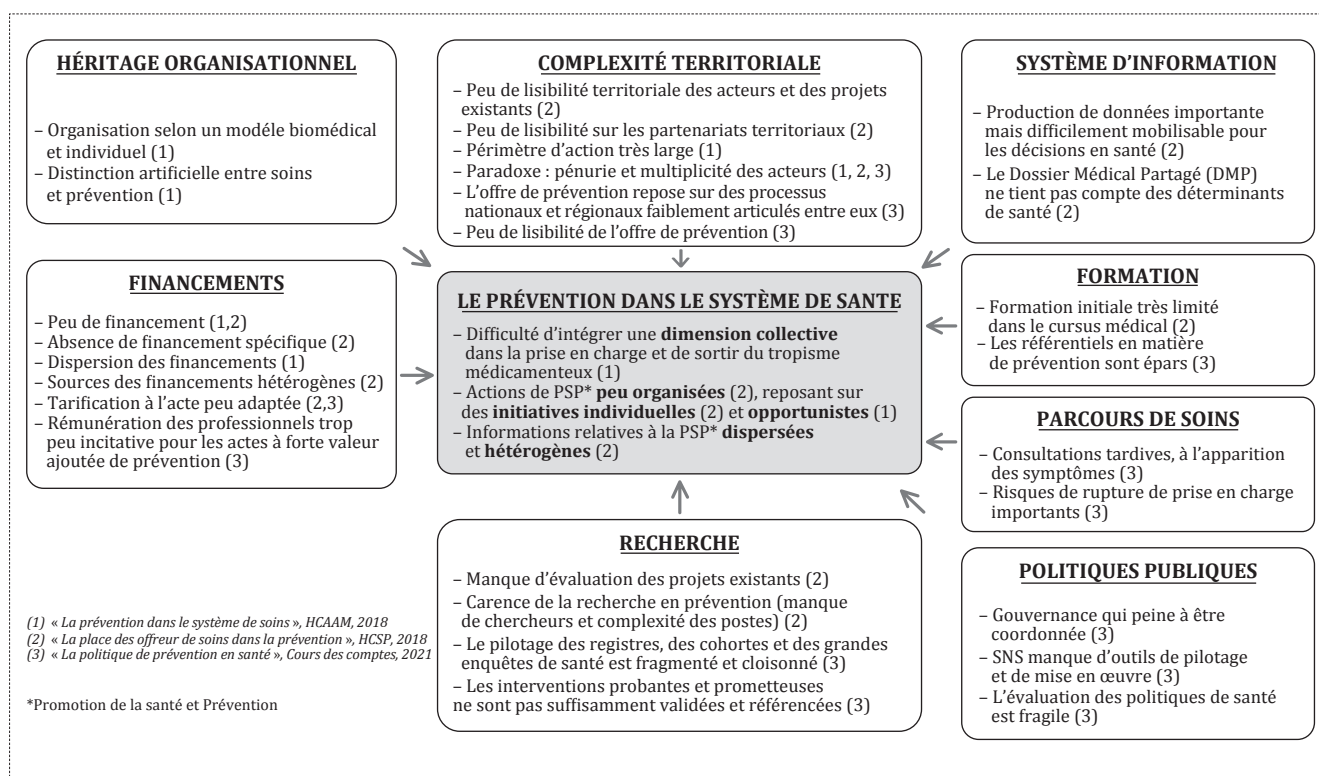 HÉRITAGE ORGANISATIONNEL
– Organisation selon un modéle biomédical
et individuel (1)
– Distinction artificielle entre soins
et prévention (1)
COMPLEXITÉ TERRITORIALE
– Peu de lisibilité territoriale des acteurs et des projets
existants (2)
– Peu de lisibilité sur les partenariats territoriaux (2)
– Périmètre d’action très large (1)
– Paradoxe : pénurie et multiplicité des acteurs (1, 2, 3)
– L’offre de prévention repose sur des processus
nationaux et régionaux faiblement articulés entre eux (3)
– Peu de lisibilité de l’offre de prévention (3)
SYSTÈME D’INFORMATION
– Production de données importante
mais difficilement mobilisable pour
les décisions en santé (2)
– Le Dossier Médical Partagé (DMP)
ne tient pas compte des déterminants
de santé (2)
FINANCEMENTS
– Peu de financement (1,2)
– Absence de financement spécifique (2)
– Dispersion des financements (1)
– Sources des financements hétérogènes (2)
– Tarification à l’acte peu adaptée (2,3)
– Rémunération des professionnels trop
peu incitative pour les actes à forte valeur
ajoutée de prévention (3)
LE PRÉVENTION DANS LE SYSTÈME DE SANTE
– Difficulté d’intégrer une dimension collective
dans la prise en charge et de sortir du tropisme
médicamenteux (1)
– Actions de PSP* peu organisées (2), reposant sur
des initiatives individuelles (2) et opportunistes (1)
– Informations relatives à la PSP* dispersées
et hétérogènes (2)
FORMATION
– Formation initiale très limité
dans le cursus médical (2)
– Les référentiels en matière
de prévention sont épars (3)
PARCOURS DE SOINS
– Consultations tardives, à l’apparition
des symptômes (3)
– Risques de rupture de prise en charge
importants (3)
RECHERCHE
– Manque d’évaluation des projets existants (2)
– Carence de la recherche en prévention (manque
de chercheurs et complexité des postes) (2)
– Le pilotage des registres, des cohortes et des grandes
enquêtes de santé est fragmenté et cloisonné (3)
– Les interventions probantes et prometteuses
ne sont pas suffisamment validées et référencées (3)
POLITIQUES PUBLIQUES
– Gouvernance qui peine à être
coordonnée (3)
– SNS manque d’outils de pilotage
et de mise en œuvre (3)
– L’évaluation des politiques de santé
est fragile (3)
(1) « La prévention dans le système de soins », HCAAM, 2018
(2) « La place des offreur de soins dans la prévention », HCSP, 2018
(3) « La politique de prévention en santé », Cours des comptes, 2021
*Promotion de la santé et Prévention